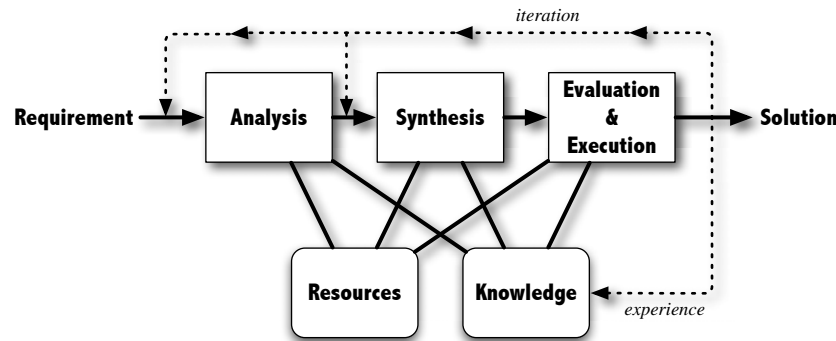 iteration
Requirement
Analysis
Synthesis
Evaluation
&
Execution
Solution
Resources
Knowledge
experience